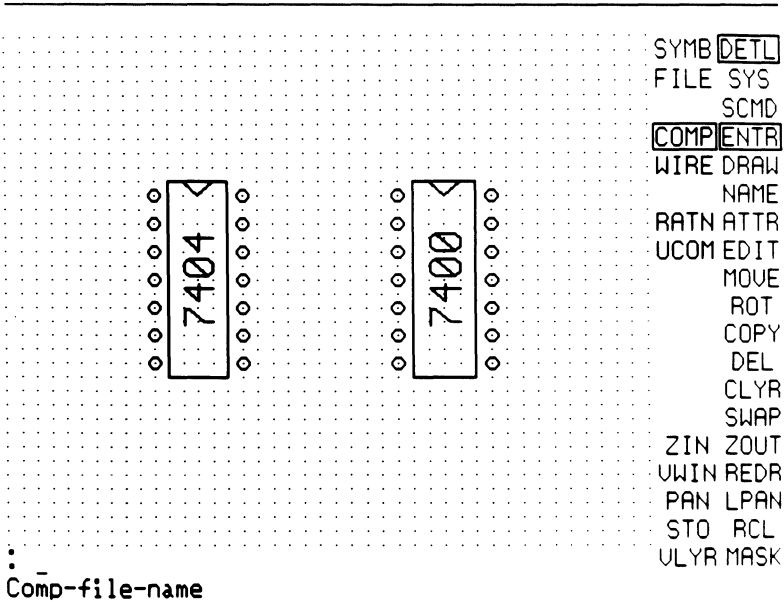 SYMB DETL
FILE SYS
SCMD
COMP ENTR
WIRE DRAW
NAME
RATN ATTR
UCOM EDIT
MOVE
ROT
COPY
DEL
CLYR
SWAP
ZIN ZOUT
VWIN REDR
PAN LPAN
STO RCL
VLYR MASK
7404
7400
: _
Comp-file-name